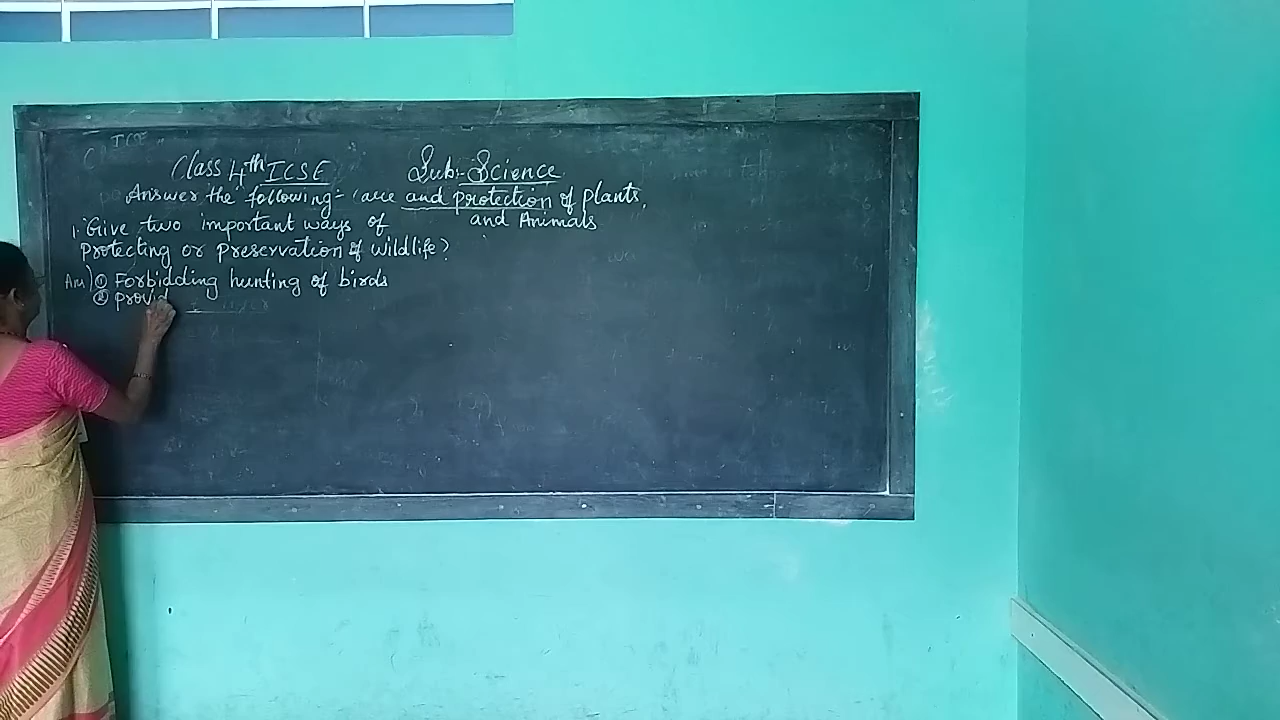 Class 4th ICSE Sub:- Science
Answer the following:- care and protection of plants,
and Animals
1. Give two important ways of
protecting or preservation of wildlife?
Ans) ① Forbidding hunting of birds
② provid